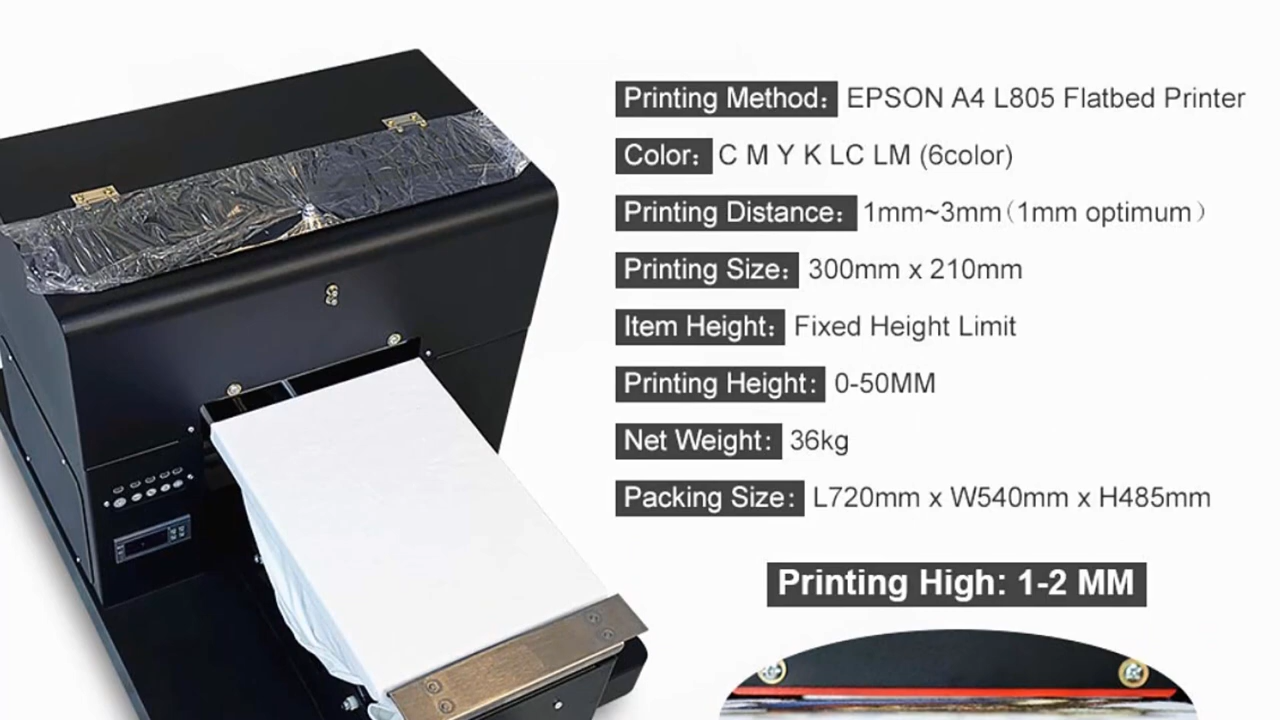 Printing Method: EPSON A4 L805 Flatbed Printer
Color: C M Y K LC LM (6color)
Printing Distance: 1mm~3mm（1mm optimum）
Printing Size: 300mm x 210mm
Item Height: Fixed Height Limit
Printing Height: 0-50MM
Net Weight: 36kg
Packing Size: L720mm x W540mm x H485mm
Printing High: 1-2 MM